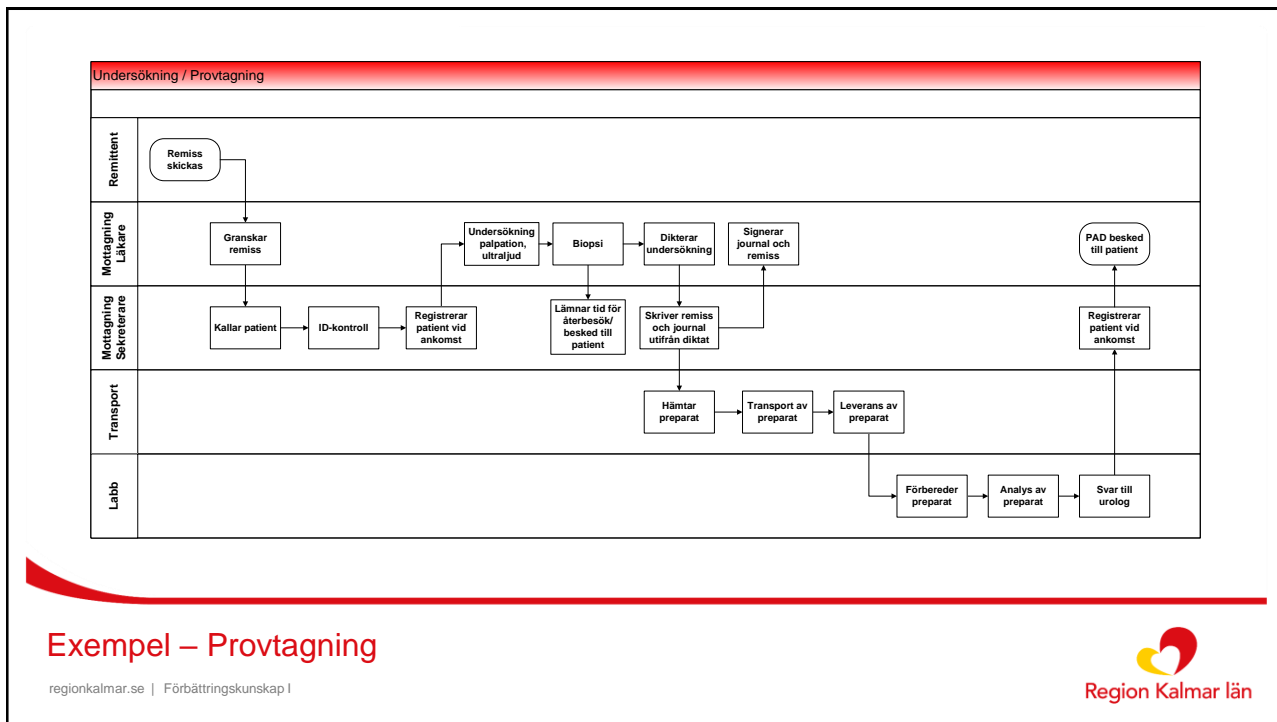 Undersökning / Provtagning
Remittent
Remiss
skickas
Mottagning
Läkare
Granskar
remiss
Undersökning
palpation,
ultraljud
Biopsi
Dikterar
undersökning
Signerar
journal och
remiss
PAD besked
till patient
Mottagning
Sekreterare
Kallar patient
ID-kontroll
Registrerar
patient vid
ankomst
Lämnar tid för
återbesök/
besked till
patient
Skriver remiss
och journal
utifrån diktat
Registrerar
patient vid
ankomst
Transport
Hämtar
preparat
Transport av
preparat
Leverans av
preparat
Labb
Förbereder
preparat
Analys av
preparat
Svar till
urolog
Exempel – Provtagning
regionkalmar.se | Förbättringskunskap I
Region Kalmar län